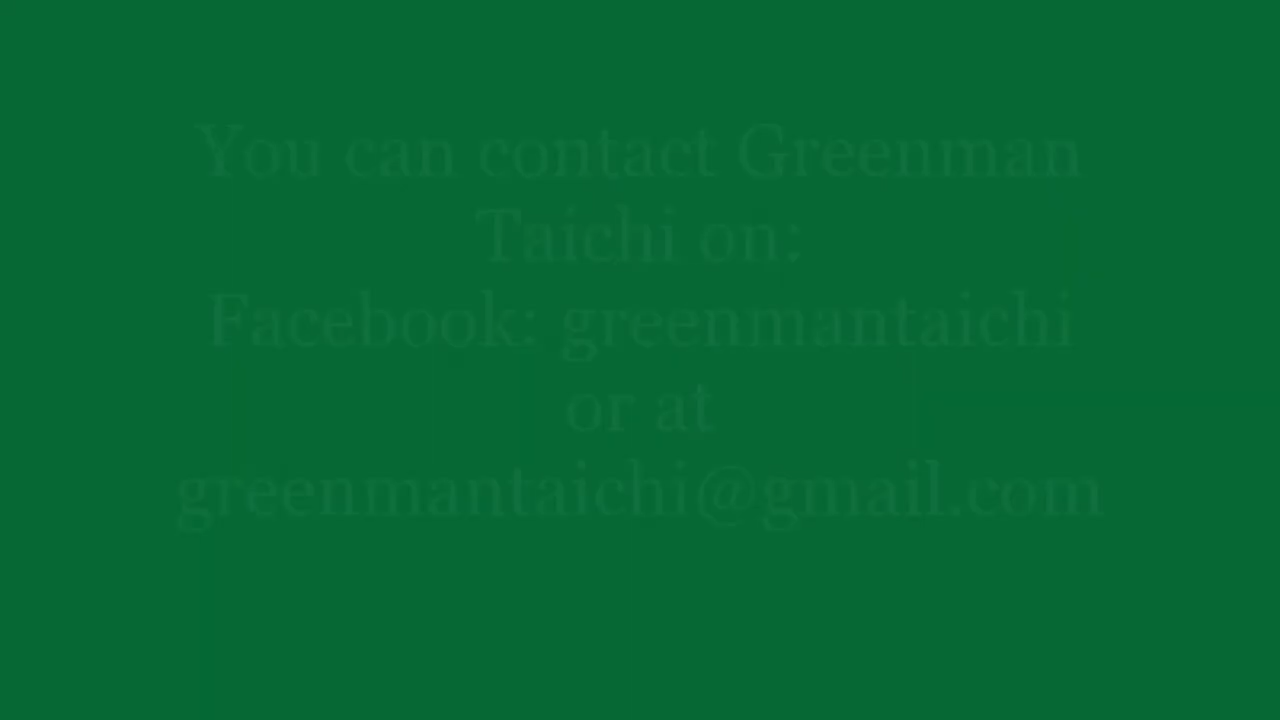 You can contact Greenman
Taichi on:
Facebook: greenmantaichi
or at
greenmantaichi@gmail.com